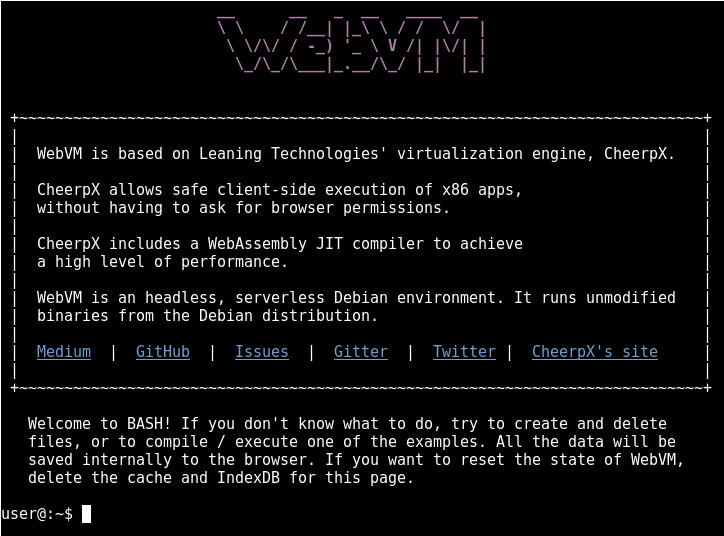 WebVM
WebVM is based on Leaning Technologies' virtualization engine, CheerpX.
CheerpX allows safe client-side execution of x86 apps,
without having to ask for browser permissions.
CheerpX includes a WebAssembly JIT compiler to achieve
a high level of performance.
WebVM is an headless, serverless Debian environment. It runs unmodified
binaries from the Debian distribution.
Medium | GitHub | Issues | Gitter | Twitter | CheerpX's site
Welcome to BASH! If you don't know what to do, try to create and delete
files, or to compile / execute one of the examples. All the data will be
saved internally to the browser. If you want to reset the state of WebVM,
delete the cache and IndexDB for this page.
user@:~$